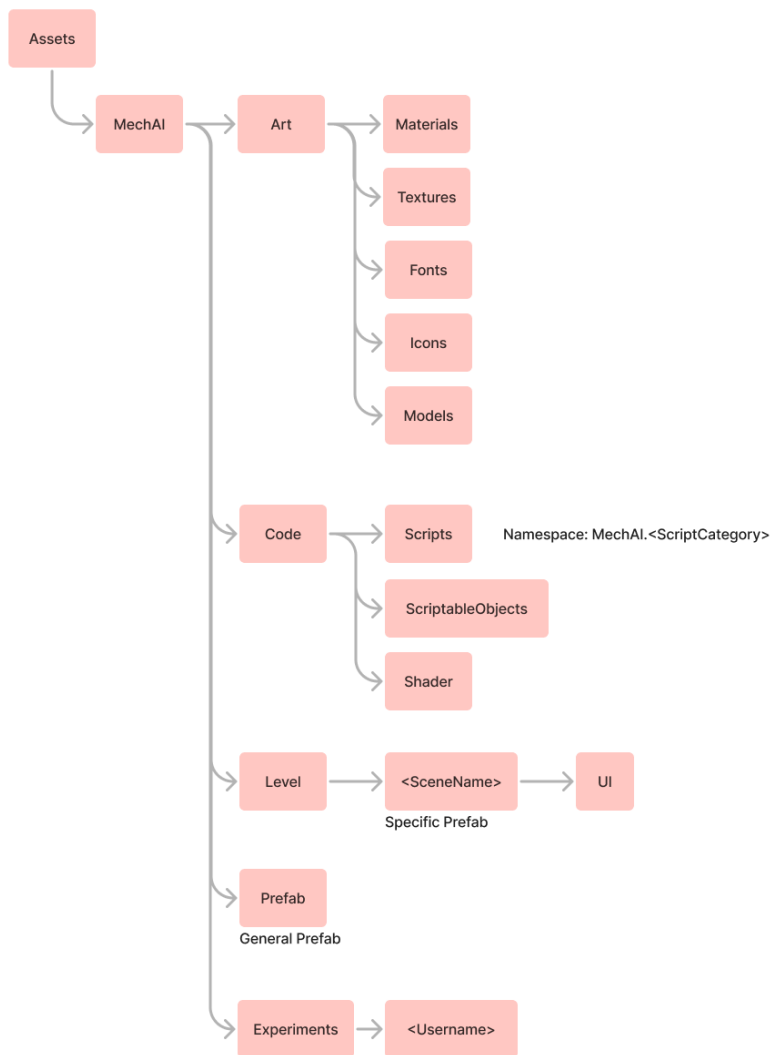 Assets
MechAI
Art
Materials
Textures
Fonts
Icons
Models
Code
Scripts
Namespace: MechAI.<ScriptCategory>
ScriptableObjects
Shader
Level
<SceneName>
UI
Specific Prefab
Prefab
General Prefab
Experiments
<Username>